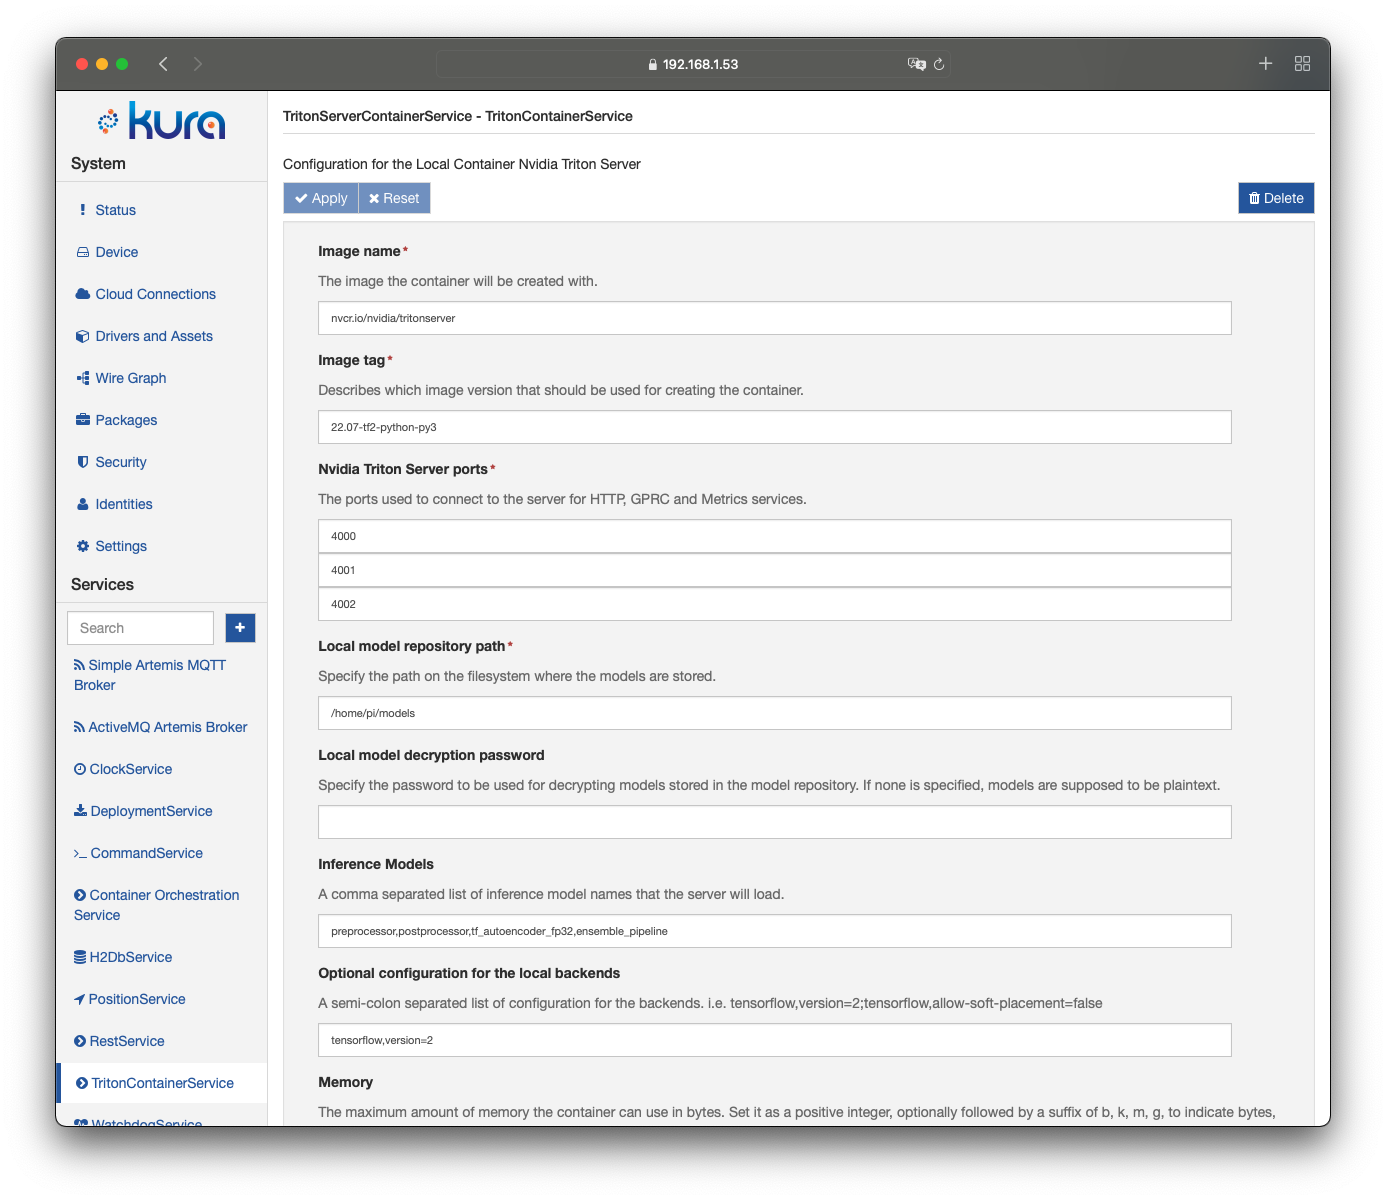 192.168.1.53
kura
System
Status
Device
Cloud Connections
Drivers and Assets
Wire Graph
Packages
Security
Identities
Settings
Services
Search
Simple Artemis MQTT
Broker
ActiveMQ Artemis Broker
ClockService
DeploymentService
CommandService
Container Orchestration
Service
H2DbService
PositionService
RestService
TritonContainerService
WatchdogService
TritonServerContainerService - TritonContainerService
Configuration for the Local Container Nvidia Triton Server
Apply
Reset
Delete
Image name*
The image the container will be created with.
nvcr.io/nvidia/tritonserver
Image tag*
Describes which image version that should be used for creating the container.
22.07-tf2-python-py3
Nvidia Triton Server ports*
The ports used to connect to the server for HTTP, GPRC and Metrics services.
4000
4001
4002
Local model repository path*
Specify the path on the filesystem where the models are stored.
/home/pi/models
Local model decryption password
Specify the password to be used for decrypting models stored in the model repository. If none is specified, models are supposed to be plaintext.
Inference Models
A comma separated list of inference model names that the server will load.
preprocessor,postprocessor,tf_autoencoder_fp32,ensemble_pipeline
Optional configuration for the local backends
A semi-colon separated list of configuration for the backends. i.e. tensorflow,version=2;tensorflow,allow-soft-placement=false
tensorflow,version=2
Memory
The maximum amount of memory the container can use in bytes. Set it as a positive integer, optionally followed by a suffix of b, k, m, g, to indicate bytes,